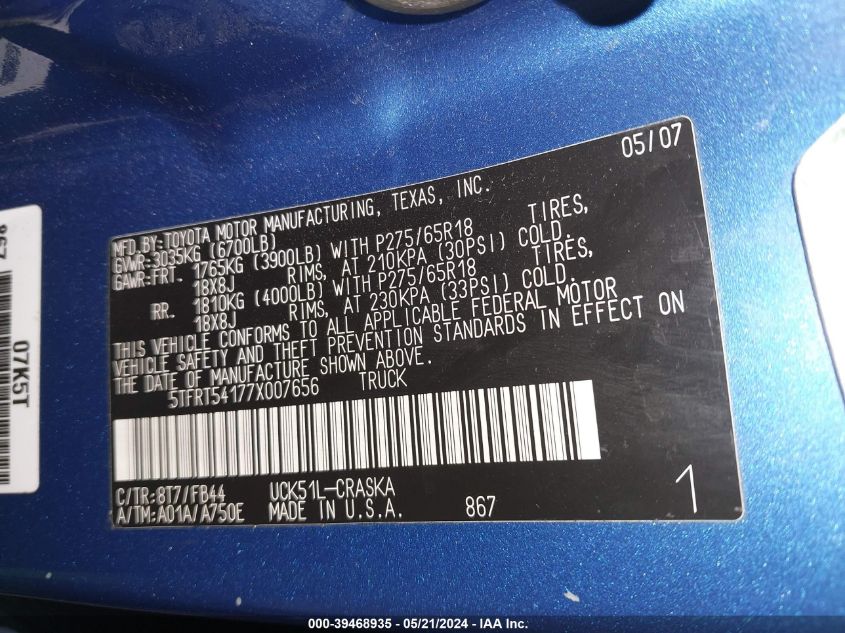 05/07
MFD.BY:TOYOTA MOTOR MANUFACTURING, TEXAS, INC.
GVWR:3035KG (6700LB)
GAWR:FRT. 1765KG (3900LB) WITH P275/65R18 TIRES,
18X8J RIMS, AT 210KPA (30PSI) COLD.
RR. 1810KG (4000LB) WITH P275/65R18 TIRES,
18X8J RIMS, AT 230KPA (33PSI) COLD.
THIS VEHICLE CONFORMS TO ALL APPLICABLE FEDERAL MOTOR
VEHICLE SAFETY AND THEFT PREVENTION STANDARDS IN EFFECT ON
THE DATE OF MANUFACTURE SHOWN ABOVE.
5TFRT54177X007656 TRUCK
C/TR:8T7/FB44 UCK51L-CRASKA
A/TM:A01A/A750E MADE IN U.S.A. 867 1
867
07K5T
000-39468935 - 05/21/2024 - IAA Inc.